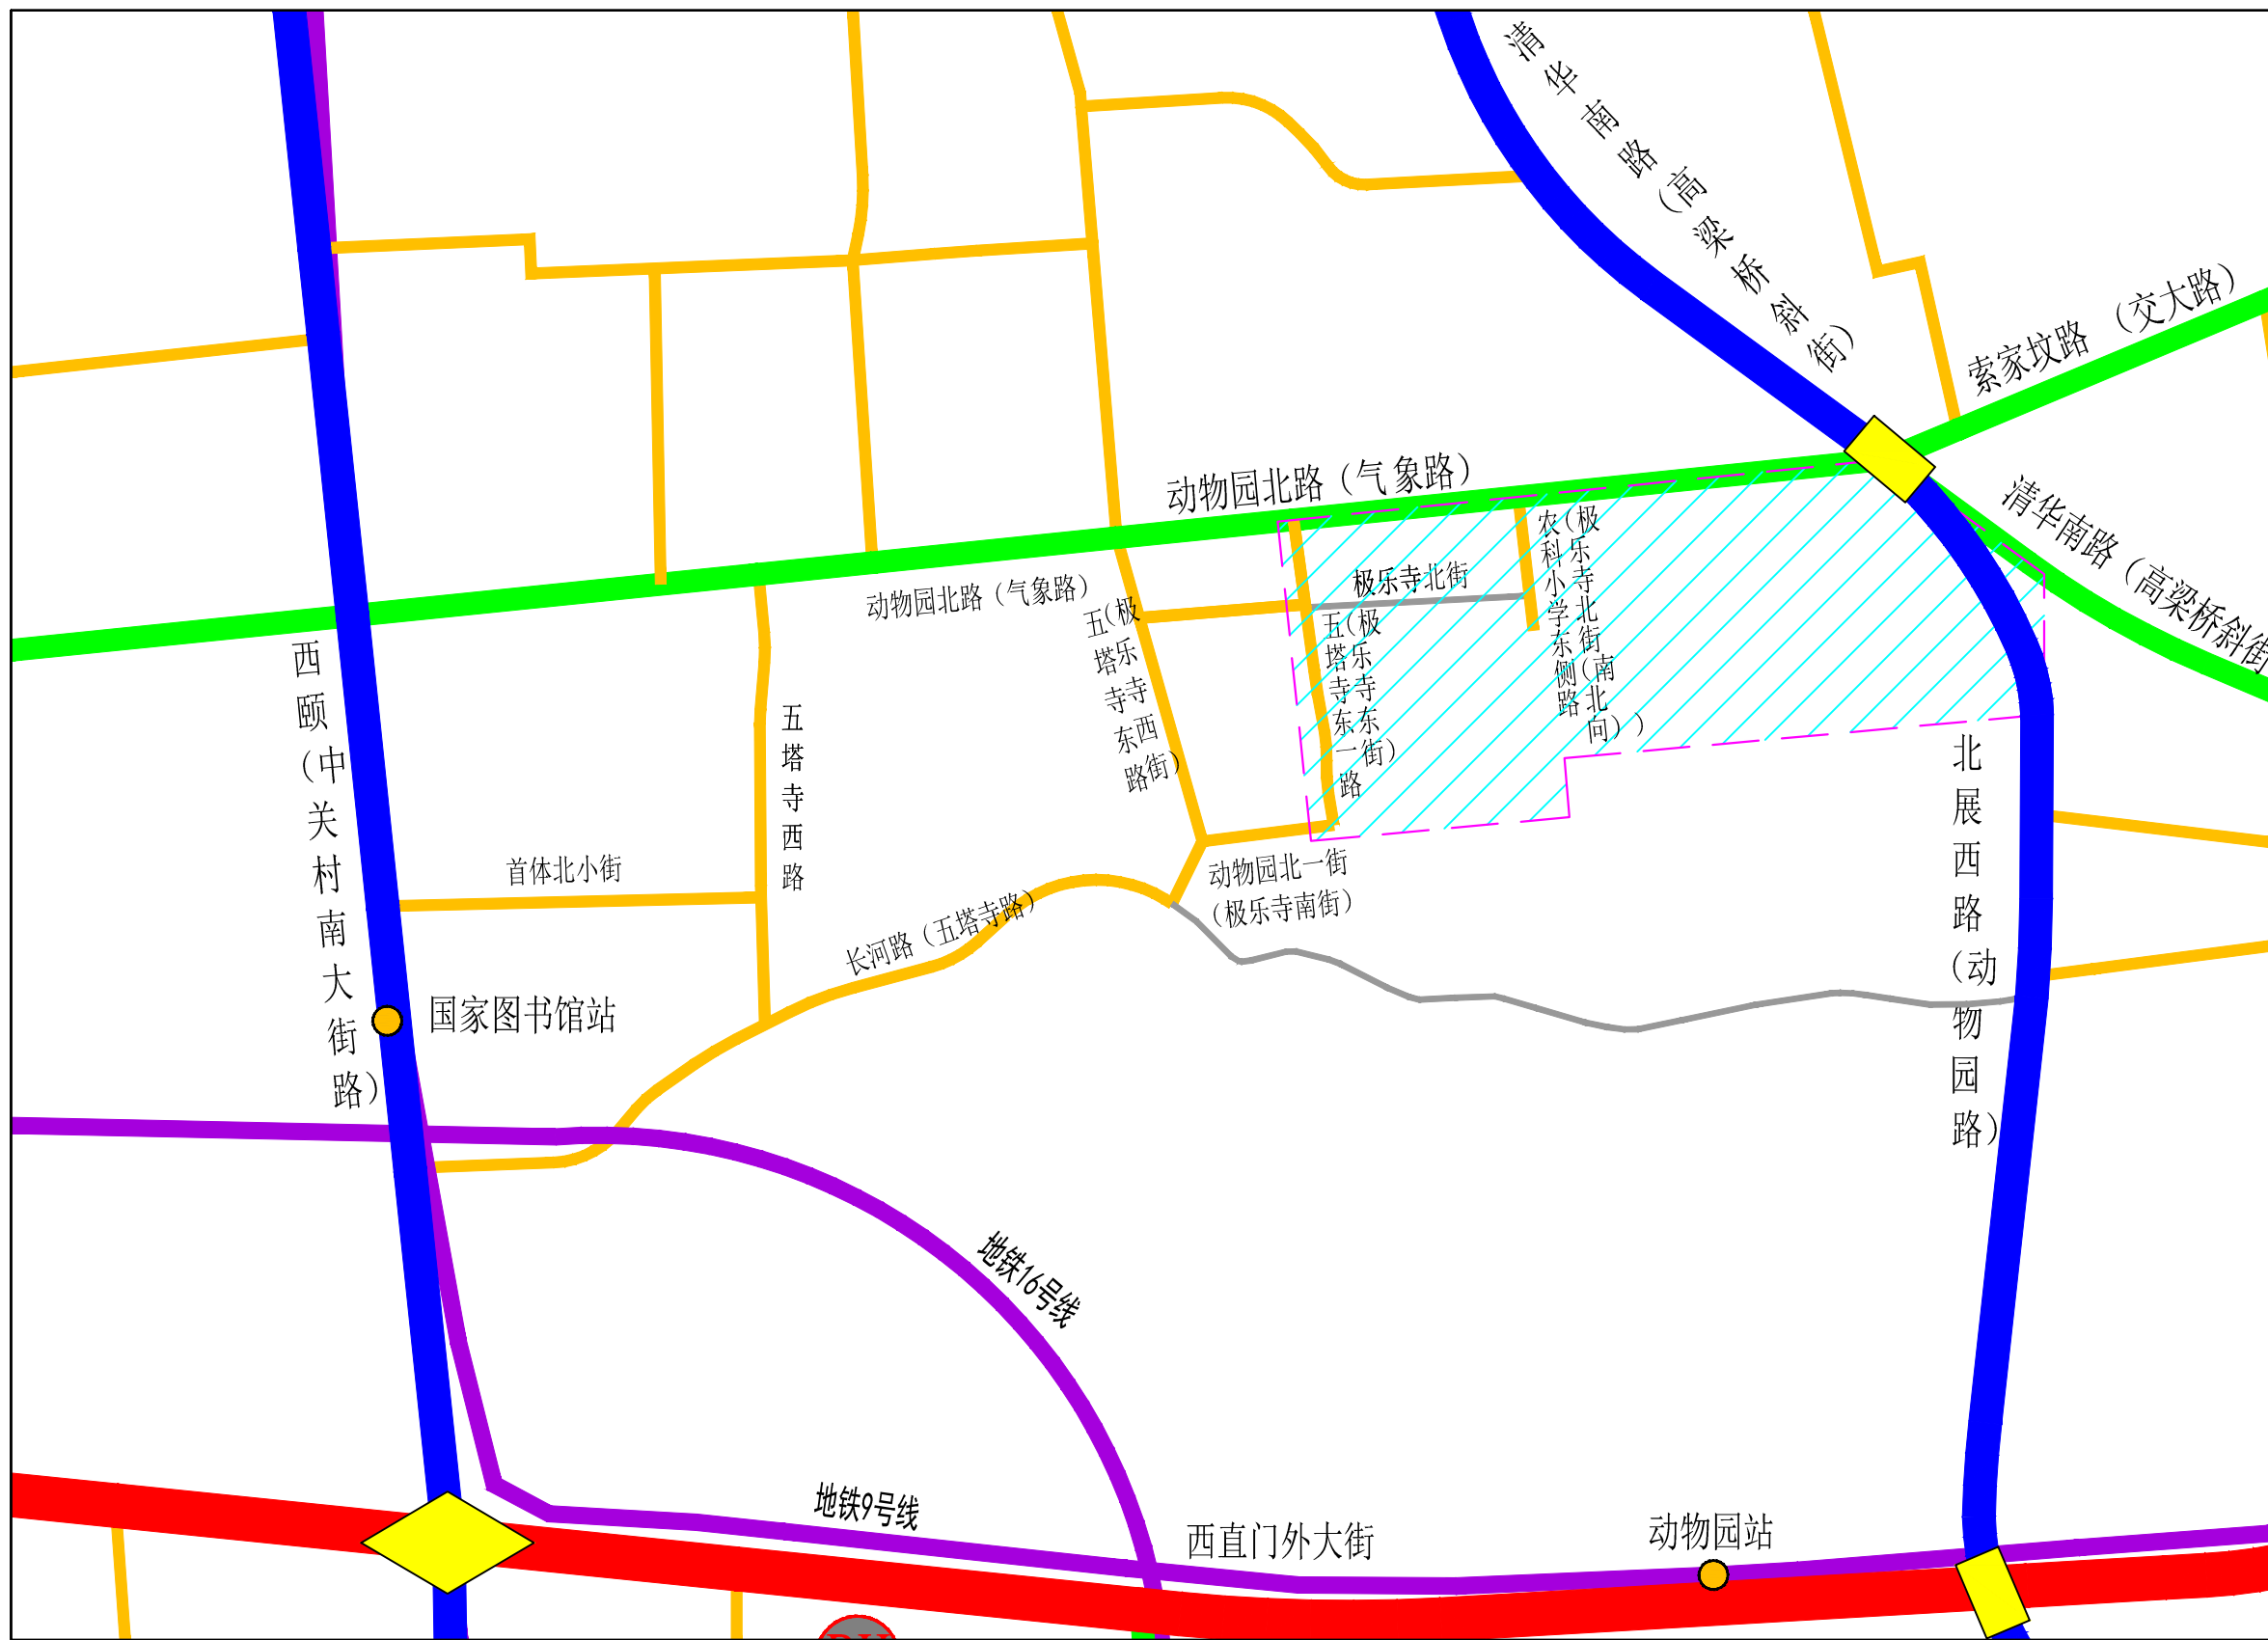 清华南路（高梁桥斜街）
索家坟路（交大路）
动物园北路（气象路）
清华南路（高梁桥斜街
动物园北路（气象路）
极乐寺北街
农科小学东侧路
（极乐寺北街（南北向））
五塔寺东路
（极乐寺西街）
五塔寺东一路
（极乐寺东街）
西颐（中关村南大街路）
五塔寺西路
北展西路（动物园路）
首体北小街
动物园北一街
（极乐寺南街）
长河路（五塔寺路）
国家图书馆站
地铁16号线
地铁9号线
西直门外大街
动物园站